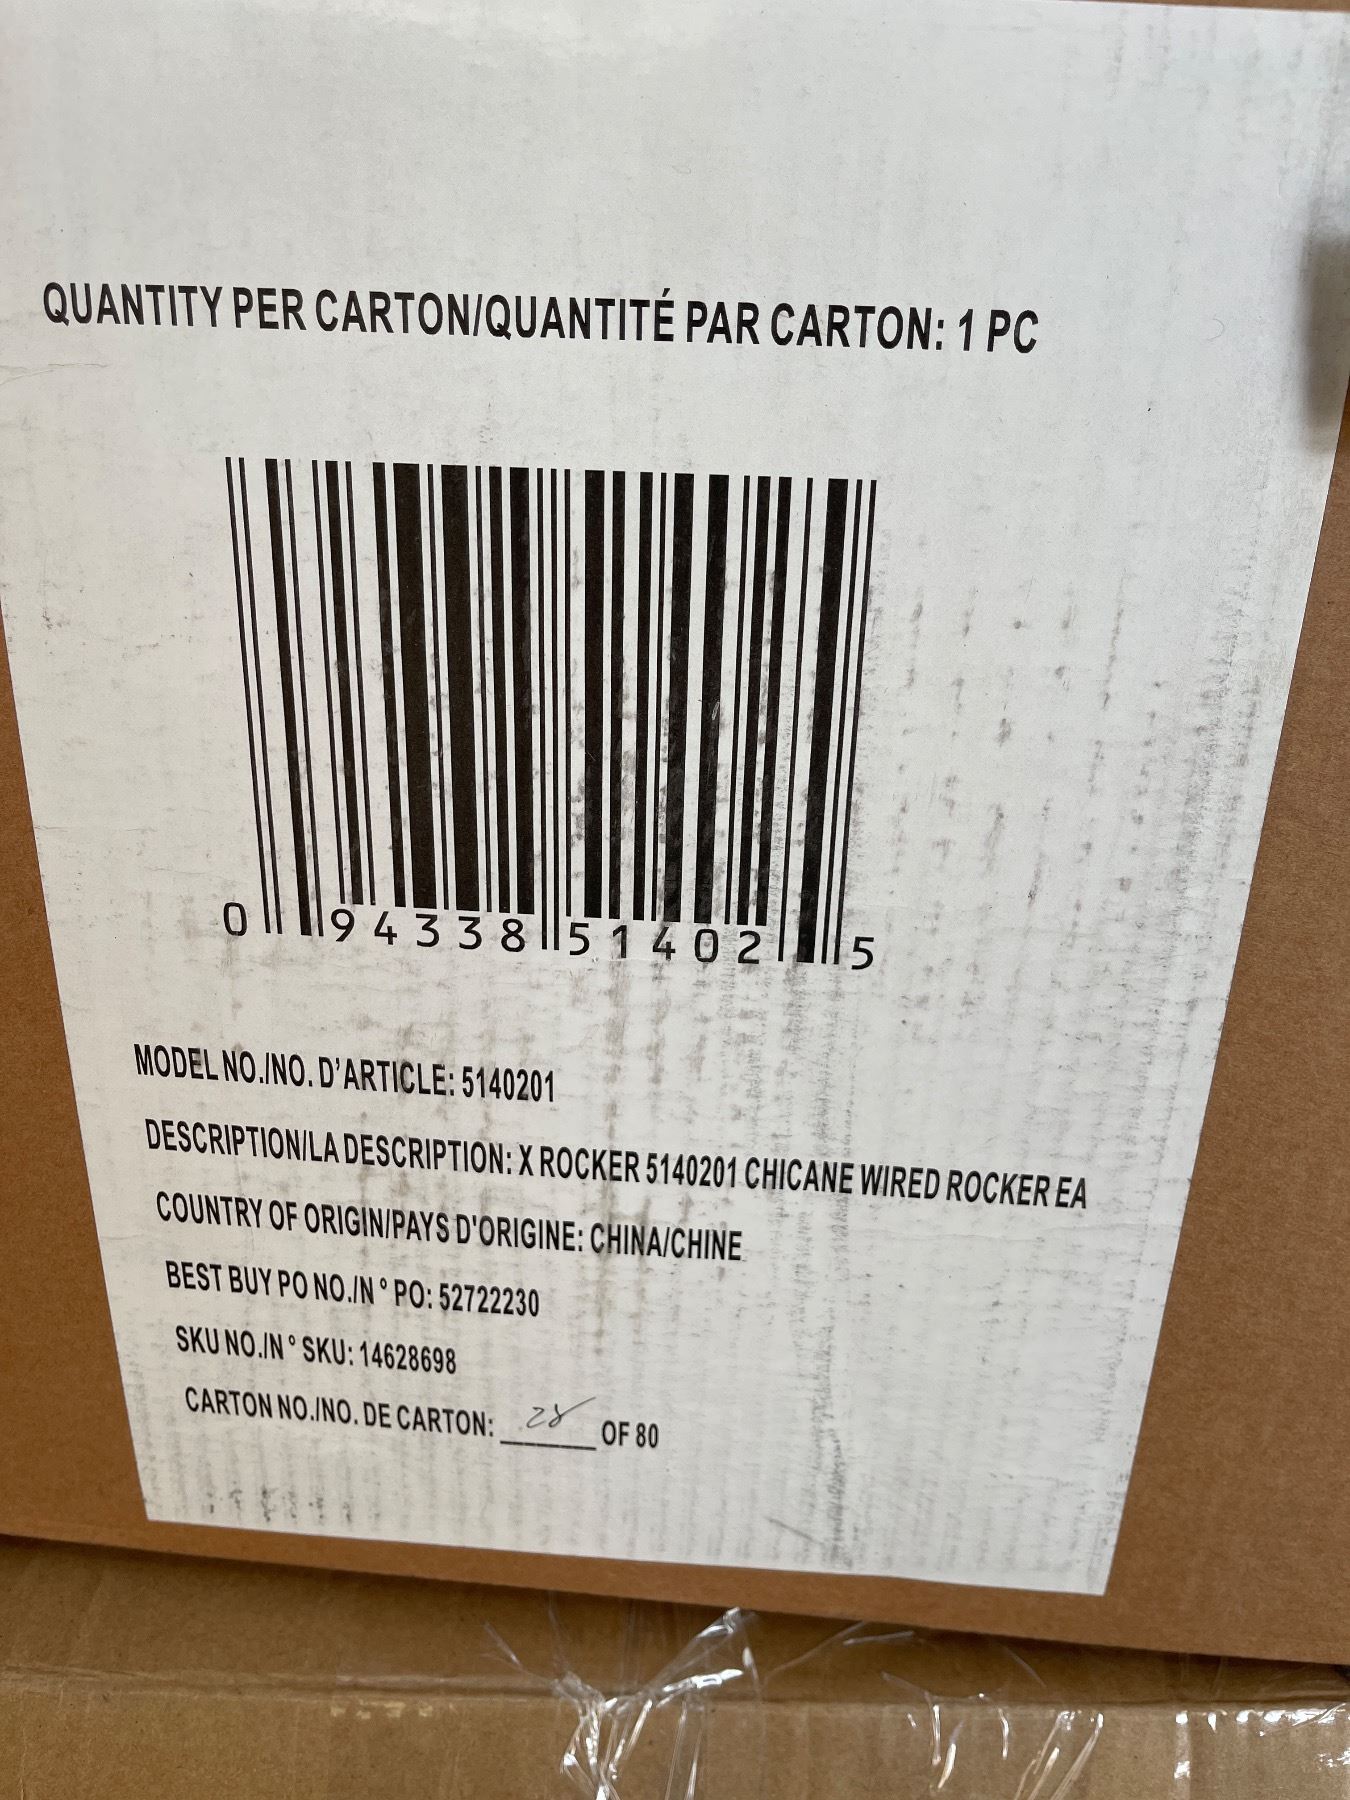 QUANTITY PER CARTON/QUANTITÉ PAR CARTON: 1 PC
0 94338 51402 5
MODEL NO./NO. D'ARTICLE: 5140201
DESCRIPTION/LA DESCRIPTION: X ROCKER 5140201 CHICANE WIRED ROCKER EA
COUNTRY OF ORIGIN/PAYS D'ORIGINE: CHINA/CHINE
BEST BUY PO NO./N° PO: 52722230
SKU NO./N° SKU: 14628698
CARTON NO./NO. DE CARTON: 28 OF 80